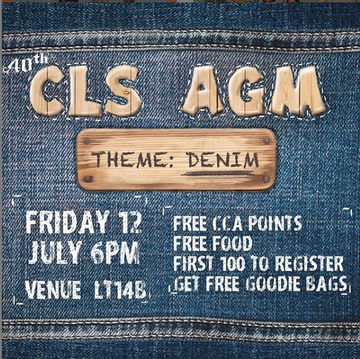 40th
CLS AGM
THEME: DENIM
FRIDAY 12
JULY 6PM
VENUE LT14B
FREE CCA POINTS
FREE FOOD
FIRST 100 TO REGISTER
GET FREE GOODIE BAGS